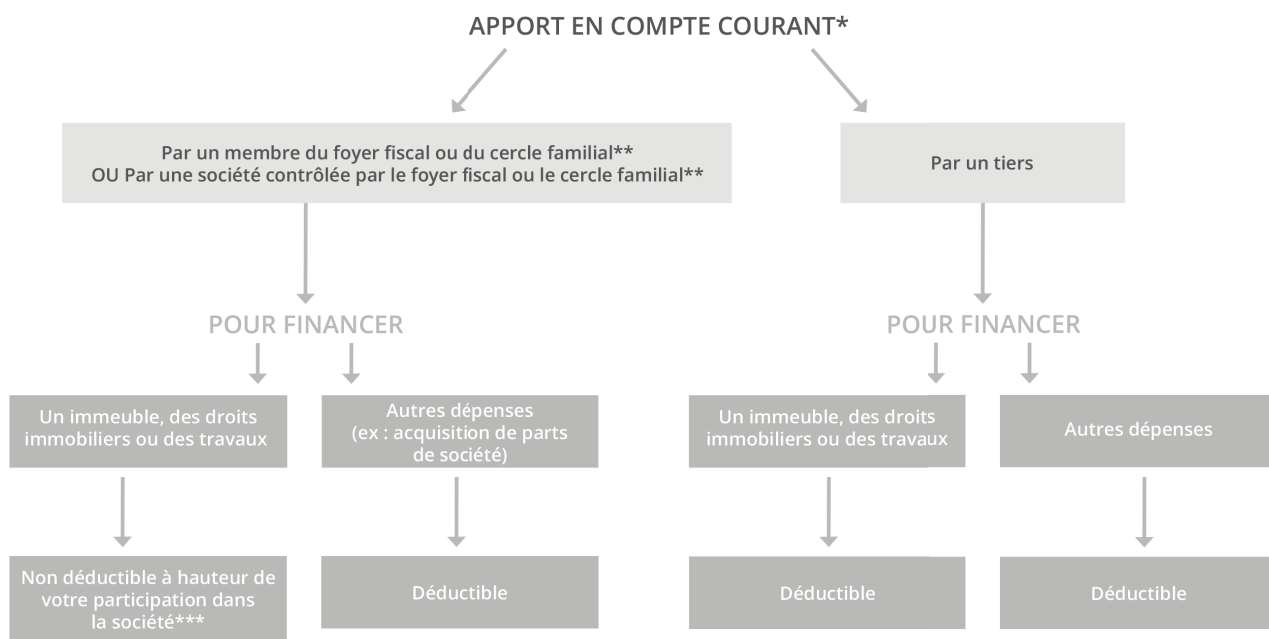 APPORT EN COMPTE COURANT*
Par un membre du foyer fiscal ou du cercle familial**
OU Par une société contrôlée par le foyer fiscal ou le cercle familial**
Par un tiers
POUR FINANCER
POUR FINANCER
Un immeuble, des droits
immobiliers ou des travaux
Autres dépenses
(ex : acquisition de parts
de société)
Un immeuble, des droits
immobiliers ou des travaux
Autres dépenses
Non déductible à hauteur de
votre participation dans
la société***
Déductible
Déductible
Déductible